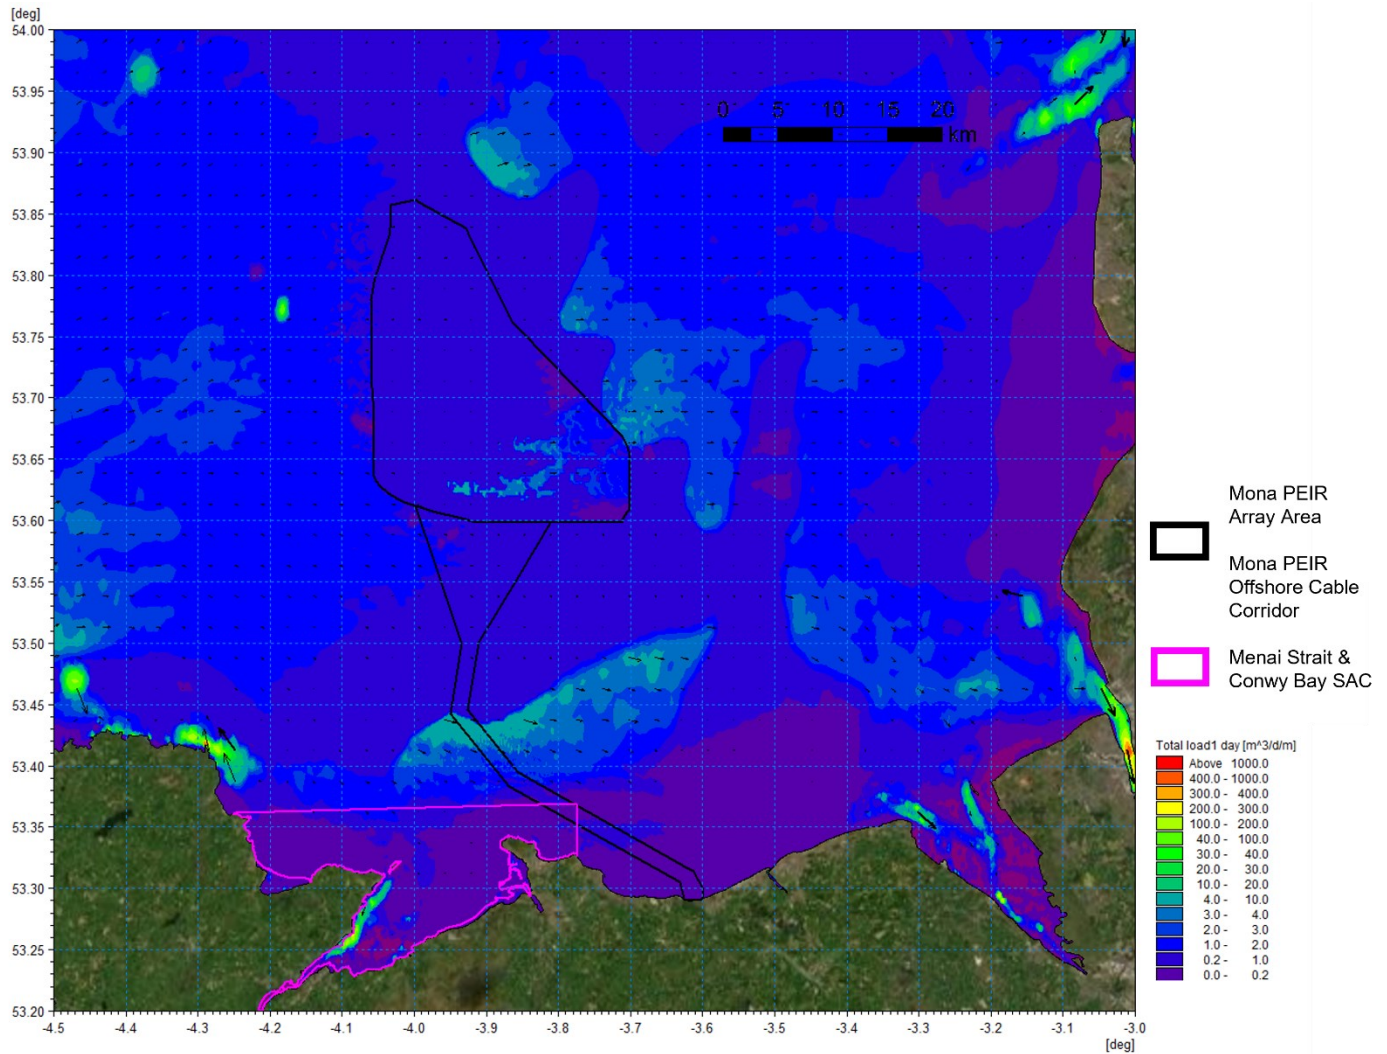 [deg]
54.00
53.95
53.90
53.85
53.80
53.75
53.70
53.65
53.60
53.55
53.50
53.45
53.40
53.35
53.30
53.25
53.20
0 5 10 15 20
km
-4.5 -4.4 -4.3 -4.2 -4.1 -4.0 -3.9 -3.8 -3.7 -3.6 -3.5 -3.4 -3.3 -3.2 -3.1 -3.0
[deg]
Mona PEIR
Array Area
Mona PEIR
Offshore Cable
Corridor
Menai Strait &
Conwy Bay SAC
Total load1 day [m^3/d/m]
Above 1000.0
400.0 - 1000.0
300.0 - 400.0
200.0 - 300.0
100.0 - 200.0
40.0 - 100.0
30.0 - 40.0
20.0 - 30.0
10.0 - 20.0
4.0 - 10.0
3.0 - 4.0
2.0 - 3.0
1.0 - 2.0
0.2 - 1.0
0.0 - 0.2